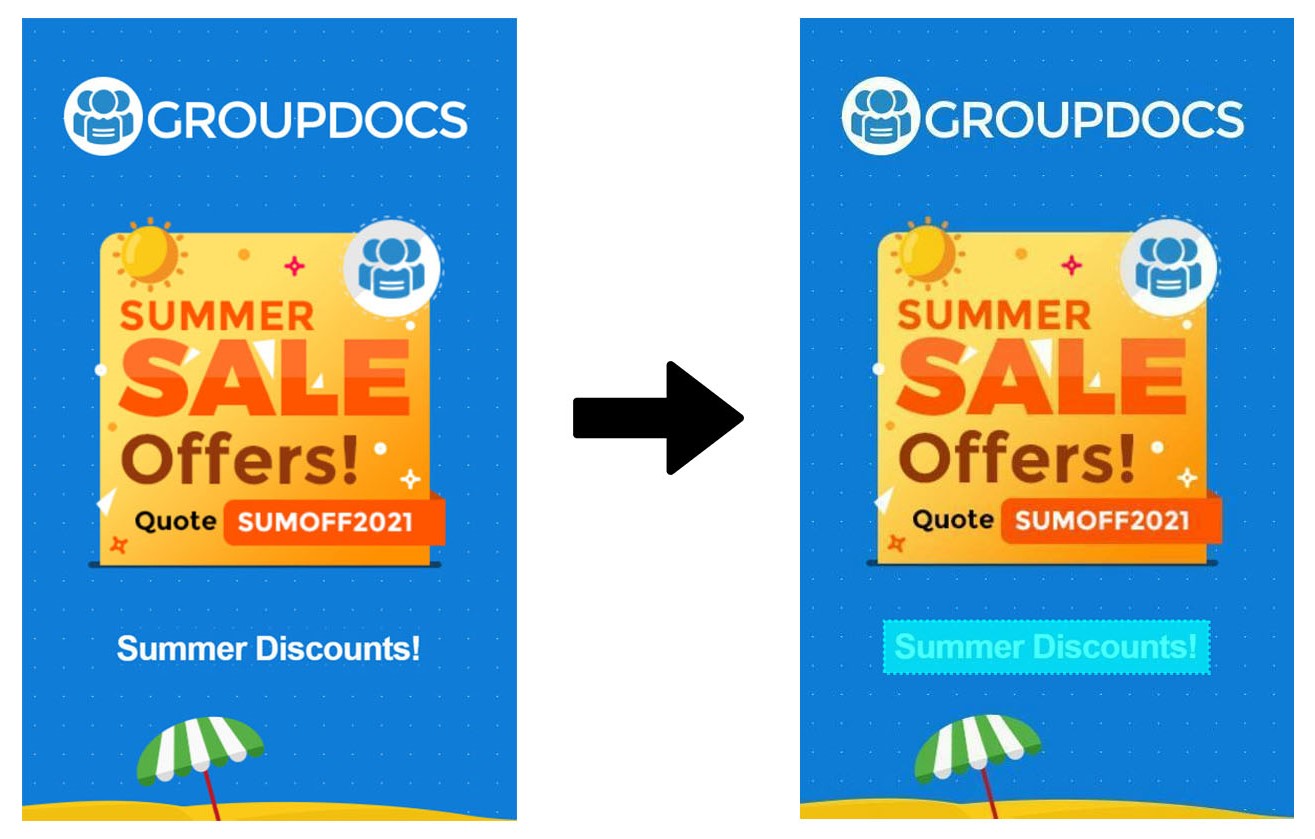 GROUPDOCS
SUMMER
SALE
Offers!
Quote SUMOFF2021
Summer Discounts!
GROUPDOCS
SUMMER
SALE
Offers!
Quote SUMOFF2021
Summer Discounts!